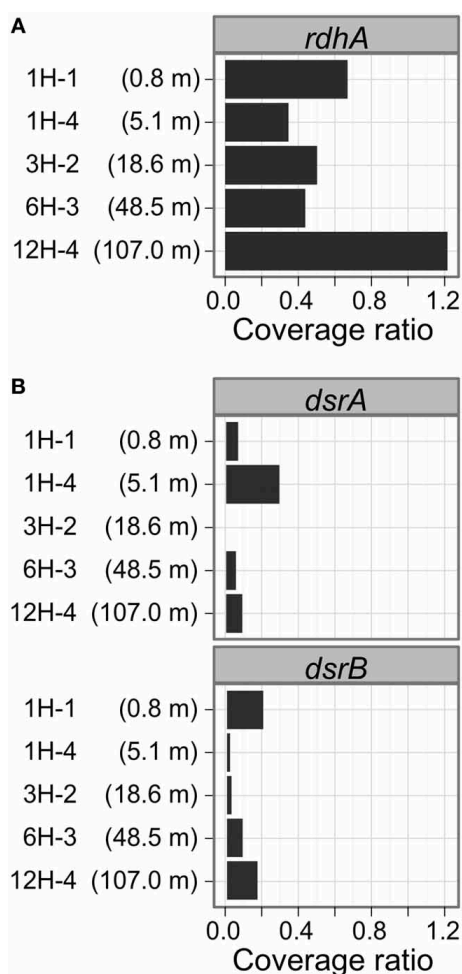 A
rdhA
1H-1 (0.8 m)
1H-4 (5.1 m)
3H-2 (18.6 m)
6H-3 (48.5 m)
12H-4 (107.0 m)
0.0 0.4 0.8 1.2
Coverage ratio
B
dsrA
1H-1 (0.8 m)
1H-4 (5.1 m)
3H-2 (18.6 m)
6H-3 (48.5 m)
12H-4 (107.0 m)
dsrB
1H-1 (0.8 m)
1H-4 (5.1 m)
3H-2 (18.6 m)
6H-3 (48.5 m)
12H-4 (107.0 m)
0.0 0.4 0.8 1.2
Coverage ratio